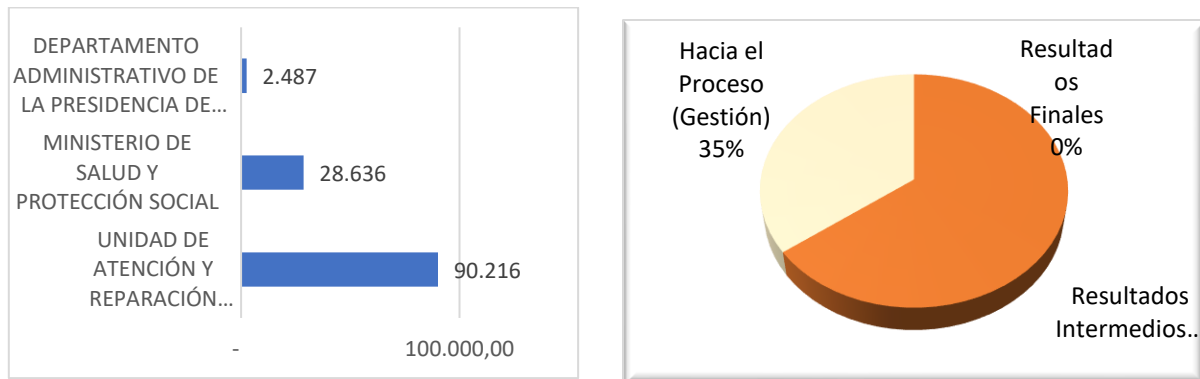 DEPARTAMENTO
ADMINISTRATIVO DE
LA PRESIDENCIA DE...
2.487
MINISTERIO DE
SALUD Y
PROTECCIÓN SOCIAL
28.636
UNIDAD DE
ATENCIÓN Y
REPARACIÓN...
90.216
-
100.000,00
Hacia el
Proceso
(Gestión)
35%
Resultad
os
Finales
0%
Resultados
Intermedios..